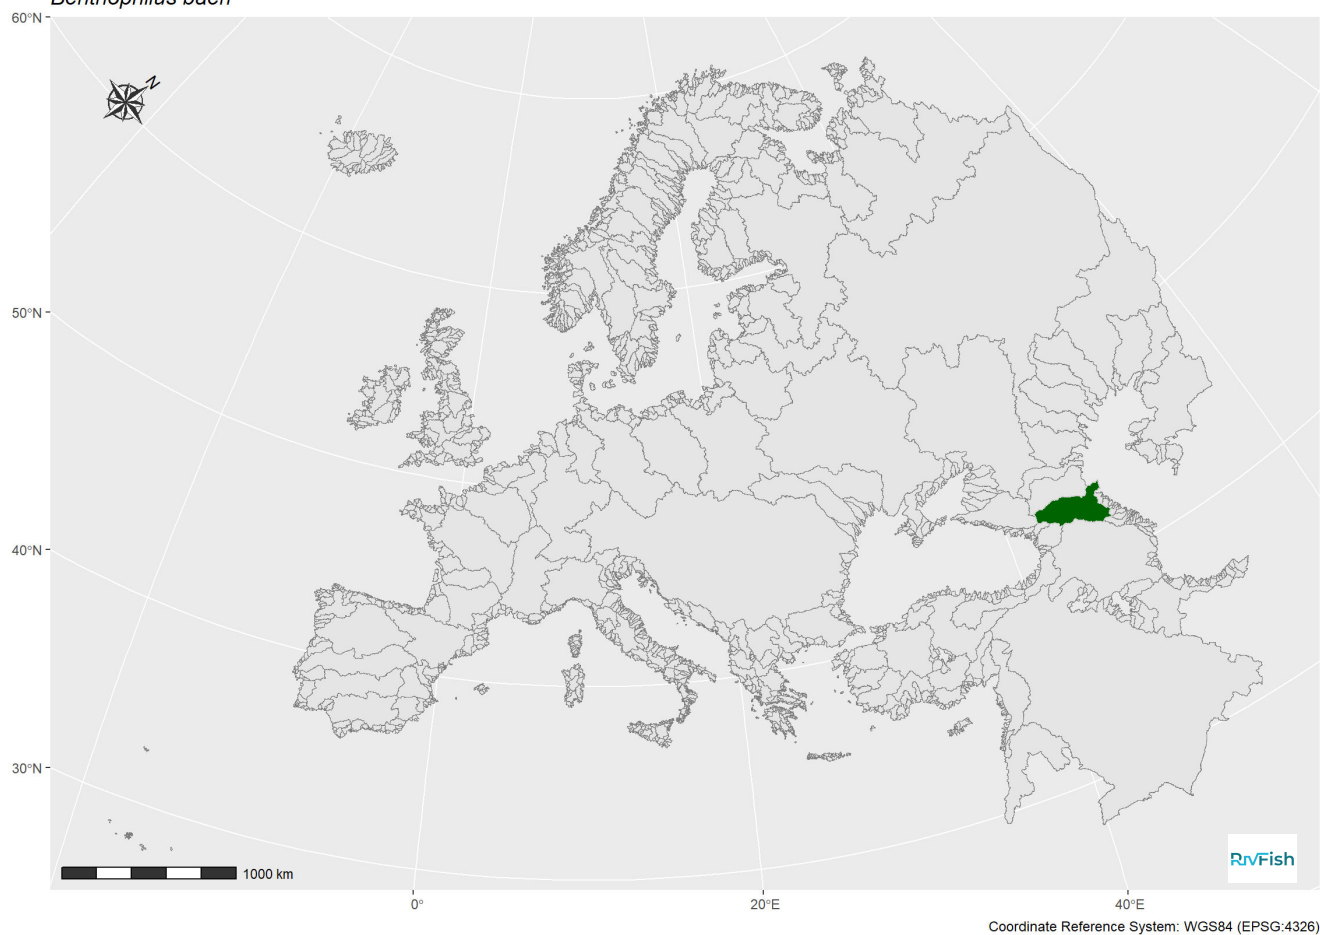 Benthophilus baeri
60°N
N
50°N
40°N
30°N
1000 km
RivFish
0°
20°E
40°E
Coordinate Reference System: WGS84 (EPSG:4326)